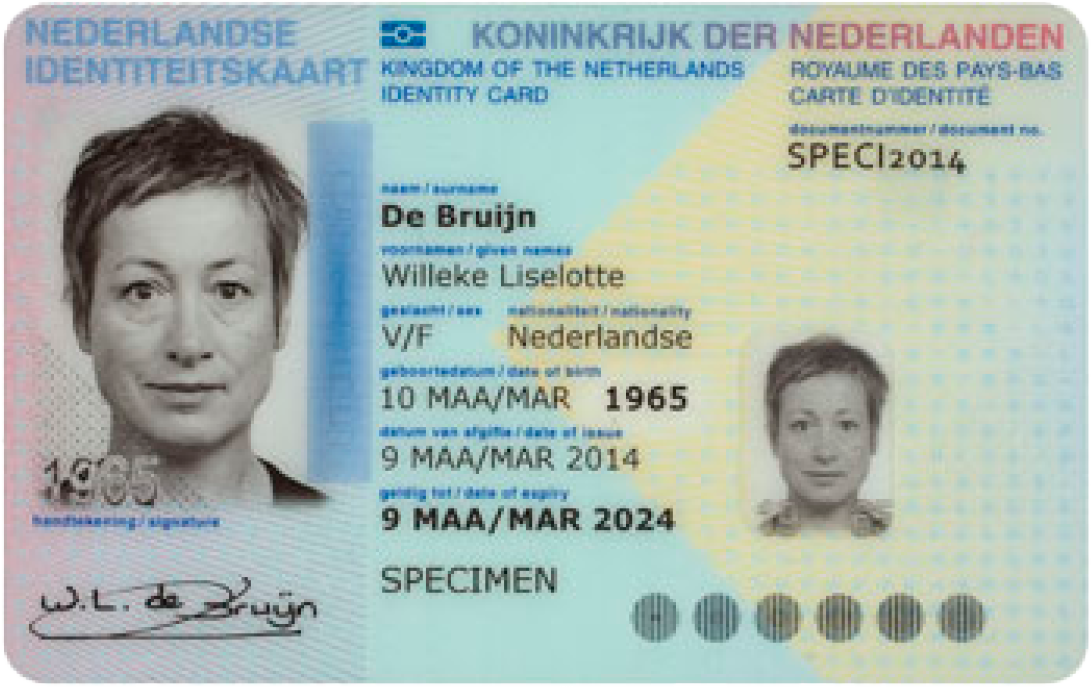 NEDERLANDSE
IDENTITEITSKAART
KONINKRIJK DER NEDERLANDEN
KINGDOM OF THE NETHERLANDS
IDENTITY CARD
ROYAUME DES PAYS-BAS
CARTE D'IDENTITÉ
documentnummer / document no.
SPECI2014
naam / surname
De Bruijn
voornamen / given names
Willeke Liselotte
geslacht / sex nationaliteit / nationality
V/F Nederlandse
geboortedatum / date of birth
10 MAA/MAR 1965
datum van afgifte / date of issue
9 MAA/MAR 2014
geldig tot / date of expiry
9 MAA/MAR 2024
SPECIMEN
1965
handtekening / signature
W.L. de Bruijn